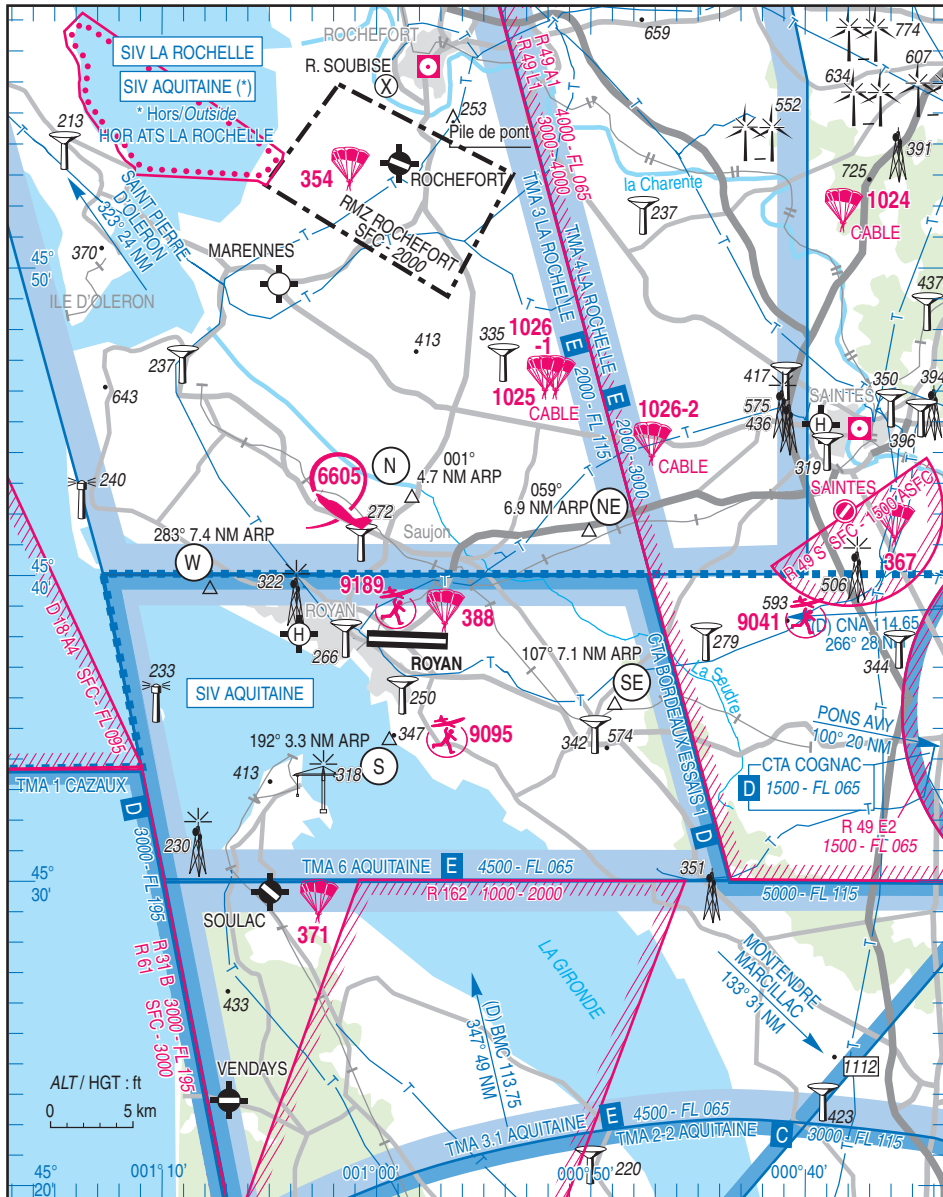 ROCHEFORT
659
774
SIV LA ROCHELLE
R. SOUBISE
607
634
SIV AQUITAINE (*)
X
* Hors/Outside
HOR ATS LA ROCHELLE
253
552
213
Pile de pont
R 49 A1 4000 - FL 065
R 49 L1 3000 - 4000
391
354
ROCHEFORT
la Charente
725
1024
CABLE
SAINT PIERRE
D'OLERON
323° 24 NM
RMZ ROCHEFORT
SFC - 2000
237
370
MARENNES
TMA 3 LA ROCHELLE E 2000 - FL 115
TMA 4 LA ROCHELLE E 2000 - 3000
45°
50'
ILE D'OLERON
437
1026
-1
335
413
237
1025
CABLE
417
350
394
643
1026-2
CABLE
575
436
SAINTES
H
396
319
6605
N
001°
4.7 NM ARP
240
059°
6.9 NM ARP
NE
SAINTES
272
Saujon
R 49 S SFC - 1500 ASFC
283° 7.4 NM ARP
W
367
45°
40'
322
9189
506
D 18 A4 SFC - FL 095
ROYAN
388
593
9041
(D) CNA 114.65
266° 28 NM
H
266
ROYAN
279
344
107° 7.1 NM ARP
CTA BORDEAUX ESSAIS 1 D
La Seudre
233
SIV AQUITAINE
SE
250
PONS AVY
100° 20 NM
347
9095
342
574
192° 3.3 NM ARP
S
318
413
CTA COGNAC
D 1500 - FL 065
TMA 1 CAZAUX
D 3000 - FL 195
R 49 E2
1500 - FL 065
230
45°
30'
TMA 6 AQUITAINE E 4500 - FL 065
351
R 162 1000 - 2000
5000 - FL 115
SOULAC
371
R 31 B 3000 - FL 195
R 61 SFC - 3000
LA GIRONDE
MONTENDRE
MARCILLAC
133° 31 NM
433
(D) BMC 113.75
347° 49 NM
1112
ALT / HGT : ft
VENDAYS
0 5 km
423
TMA 3.1 AQUITAINE E 4500 - FL 065
TMA 2-2 AQUITAINE C 3000 - FL 115
220
45°
20'
001° 10'
001° 00'
000° 50'
000° 40'